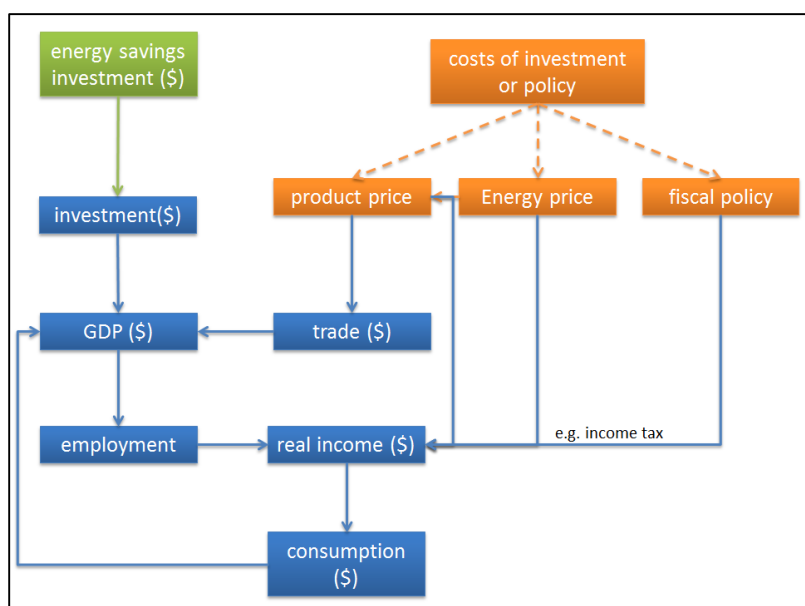 energy savings
investment ($)
costs of investment
or policy
investment($)
product price
Energy price
fiscal policy
GDP ($)
trade ($)
employment
real income ($)
e.g. income tax
consumption
($)